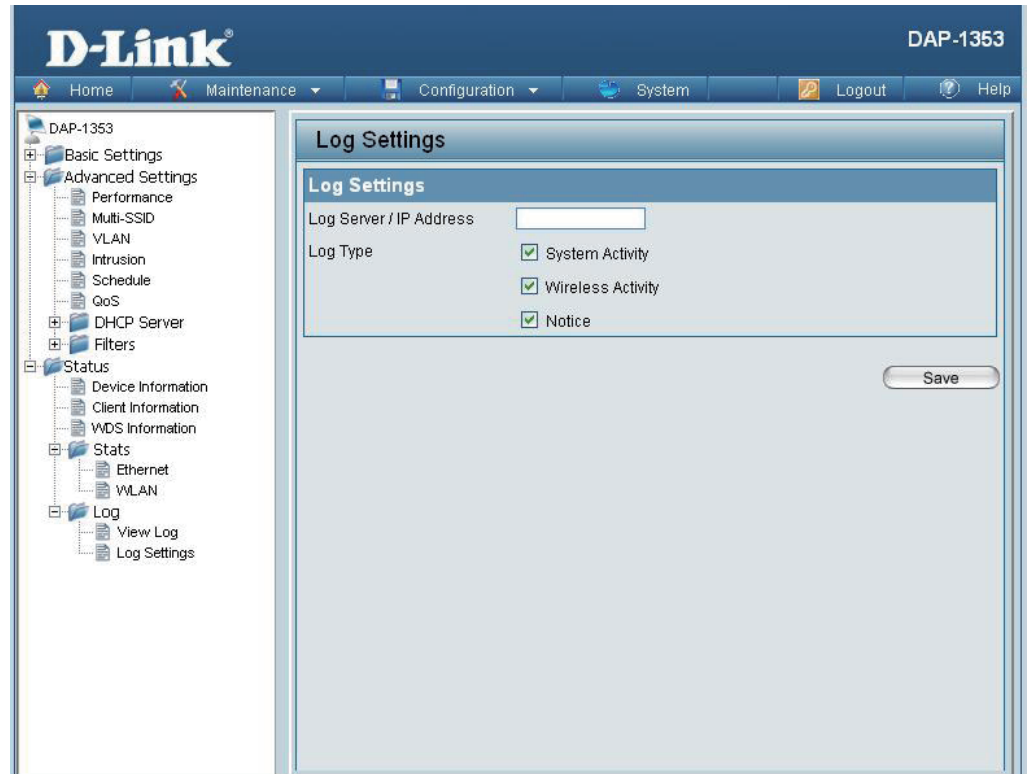 D-Link®
DAP-1353
Home Maintenance Configuration System Logout Help
DAP-1353
Basic Settings
Advanced Settings
Performance
Multi-SSID
VLAN
Intrusion
Schedule
QoS
DHCP Server
Filters
Status
Device Information
Client Information
WDS Information
Stats
Ethernet
WLAN
Log
View Log
Log Settings
Log Settings
Log Settings
Log Server / IP Address
Log Type
System Activity
Wireless Activity
Notice
Save